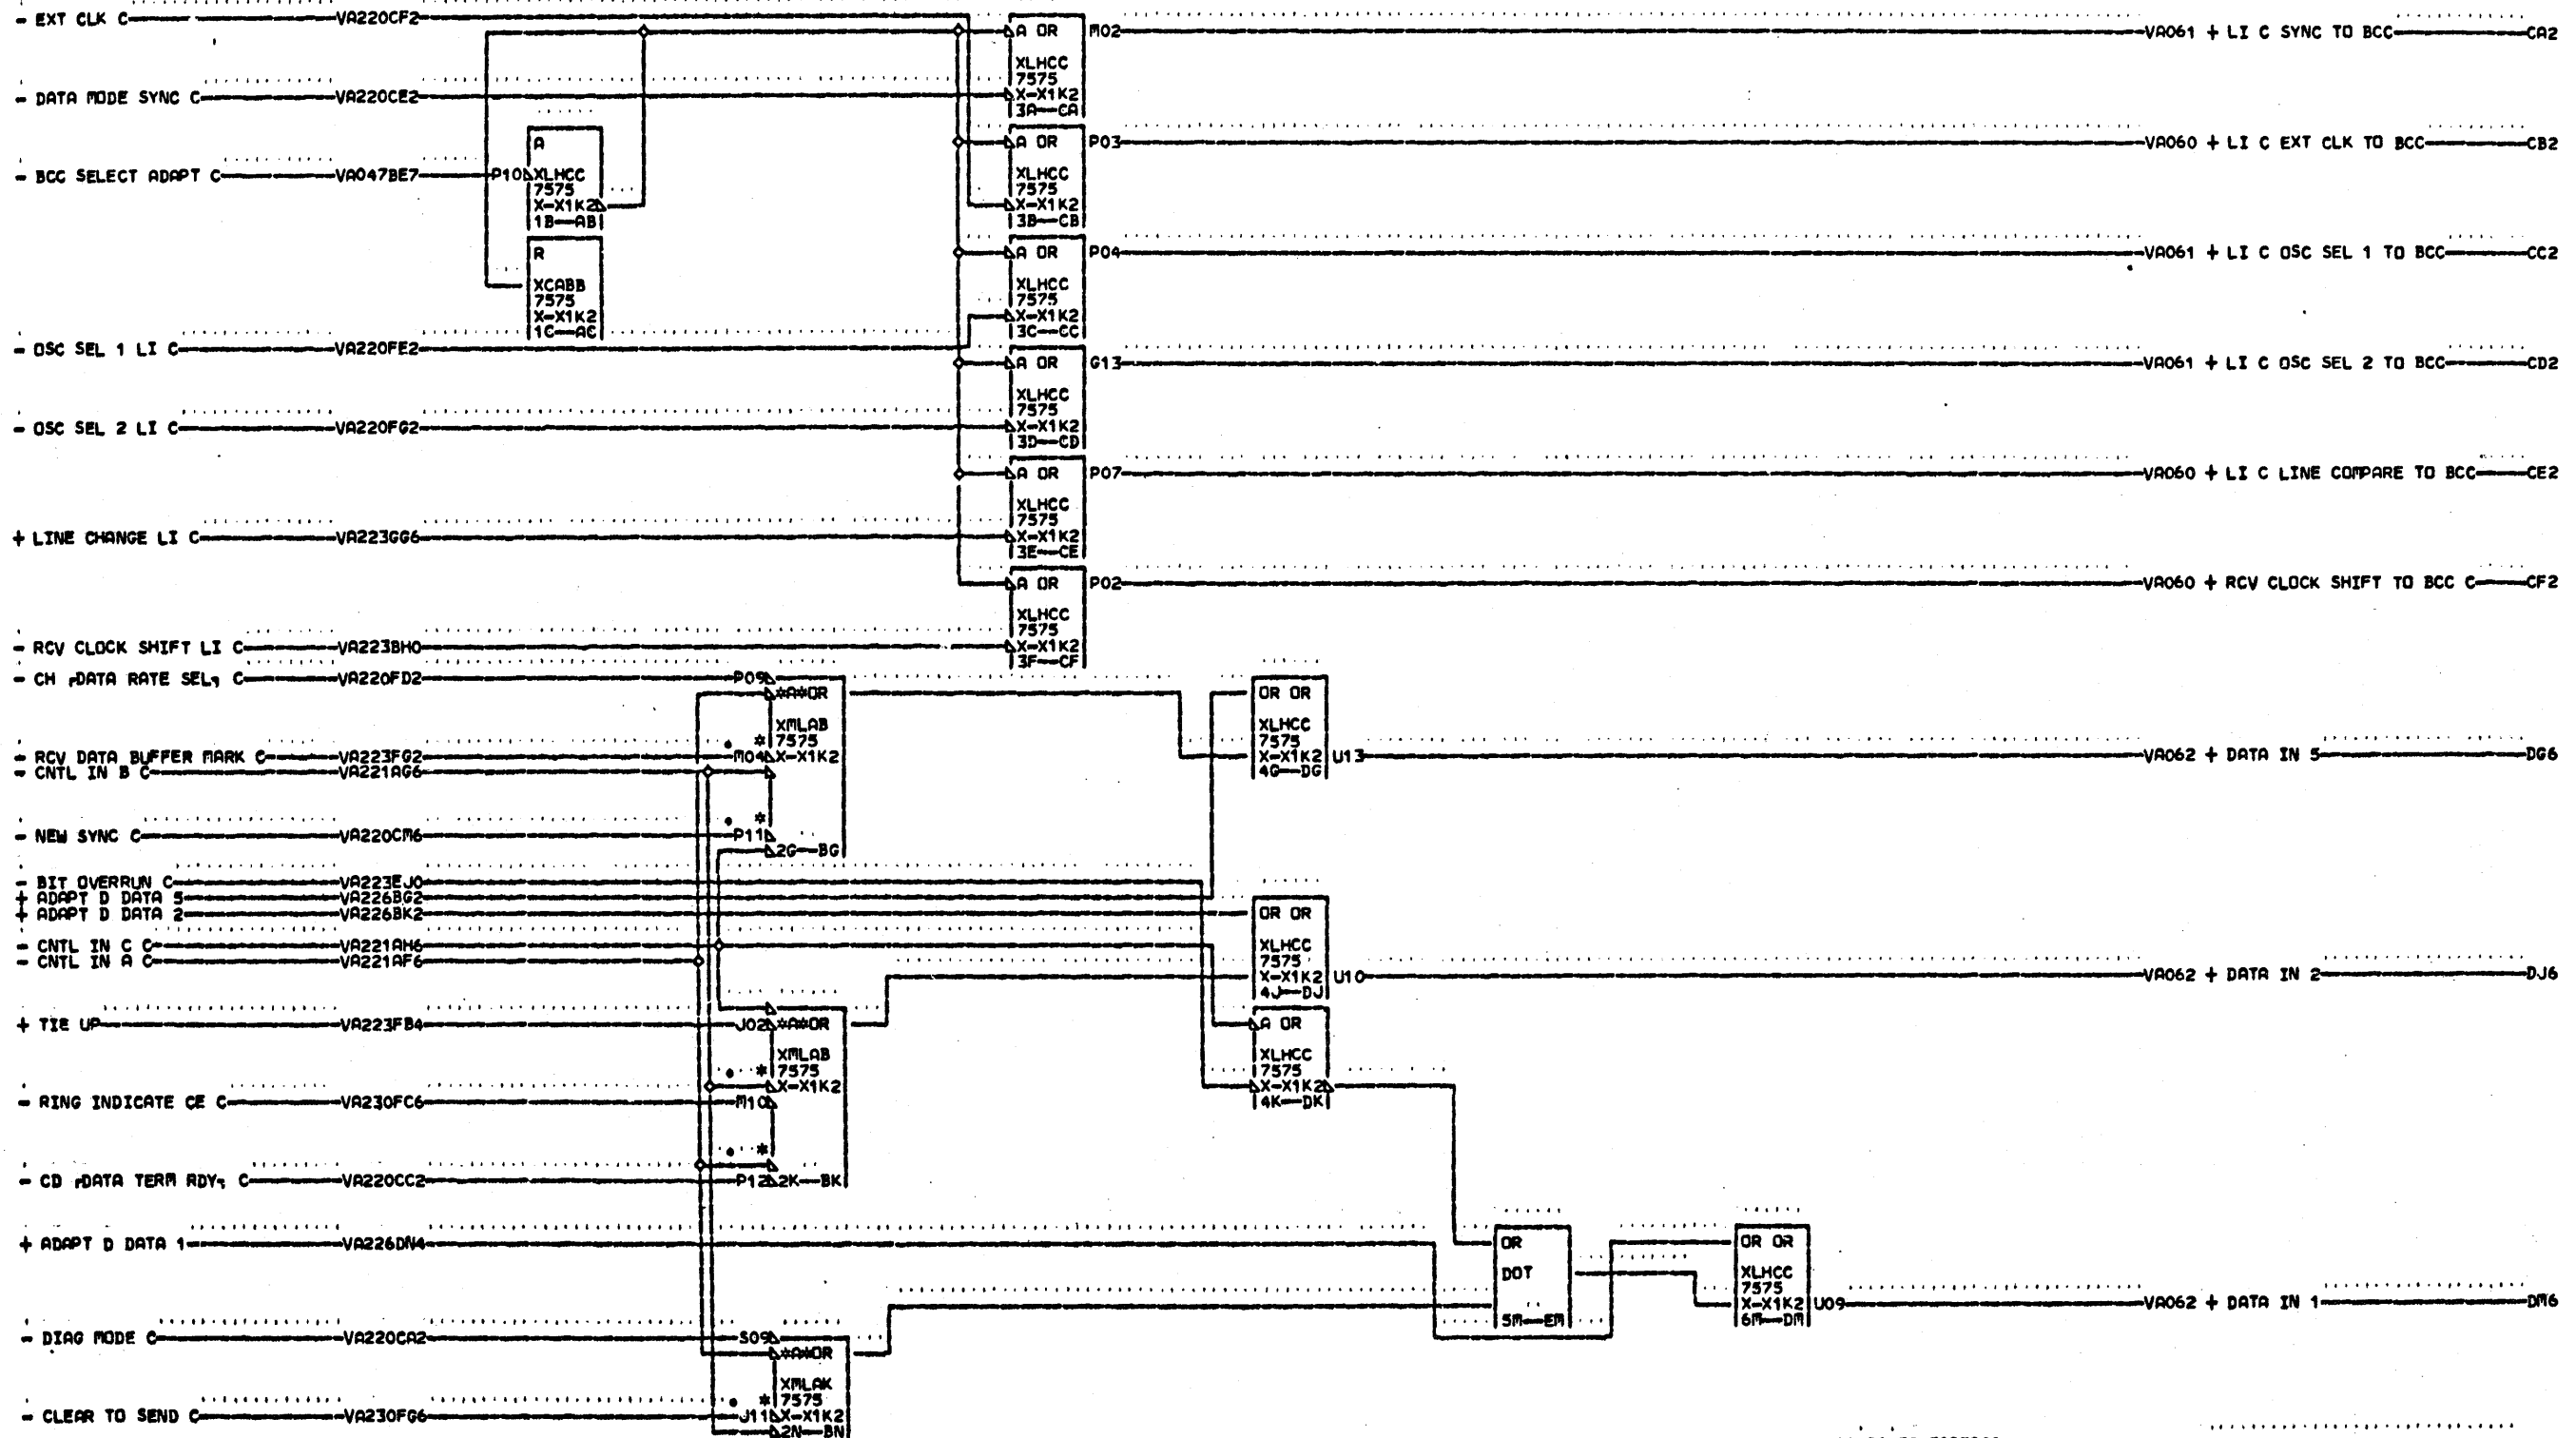 - EXT CLK C VA220CF2
A OR M02 VA061 + LI C SYNC TO BCC CA2
XLHCC
7575
- DATA MODE SYNC C VA220CE2 X-X1K2
3A CA
A
A OR P03 VA060 + LI C EXT CLK TO BCC CB2
- BCC SELECT ADAPT C VA047BE7 P10 XLHCC
7575
X-X1K2
1B AB
XLHCC
7575
X-X1K2
3B CB
R
XCABB
7575
X-X1K2
1C AC
A OR P04 VA061 + LI C OSC SEL 1 TO BCC CC2
XLHCC
7575
X-X1K2
3C CC
- OSC SEL 1 LI C VA220FE2
A OR G13 VA061 + LI C OSC SEL 2 TO BCC CD2
XLHCC
7575
- OSC SEL 2 LI C VA220FG2 X-X1K2
3D CD
A OR P07 VA060 + LI C LINE COMPARE TO BCC CE2
XLHCC
7575
+ LINE CHANGE LI C VA223GG6 X-X1K2
3E CE
A OR P02 VA060 + RCV CLOCK SHIFT TO BCC C CF2
XLHCC
7575
- RCV CLOCK SHIFT LI C VA223BH0 X-X1K2
3F CF
- CH DATA RATE SEL C VA220FD2 P09
*A*OR
OR OR
XMLAB
* 7575
XLHCC
7575
- RCV DATA BUFFER MARK C VA223FG2 M04 X-X1K2
X-X1K2 U13 VA062 + DATA IN 5 DG6
- CNTL IN B C VA221AG6
4G DG
*
- NEW SYNC C VA220CM6 P11
2G BG
- BIT OVERRUN C VA223EJ0
+ ADAPT D DATA 5 VA226BG2
+ ADAPT D DATA 2 VA226BK2
OR OR
- CNTL IN C C VA221AH6
- CNTL IN A C VA221AF6
XLHCC
7575
X-X1K2 U10 VA062 + DATA IN 2 DJ6
4J DJ
+ TIE UP VA223FB4 J02 *A*OR
A OR
XMLAB
* 7575
X-X1K2
XLHCC
7575
X-X1K2
4K DK
- RING INDICATE CE C VA230FC6 M10
*
- CD DATA TERM RDY C VA220CC2 P12 2K BK
+ ADAPT D DATA 1 VA226DN4
OR
DOT
5M EM
OR OR
XLHCC
7575
X-X1K2 U09 VA062 + DATA IN 1 DM6
6M DM
- DIAG MODE C VA220CA2 S09
*A*OR
XMLAK
* 7575
- CLEAR TO SEND C VA230FG6 J11 X-X1K2
2N BN